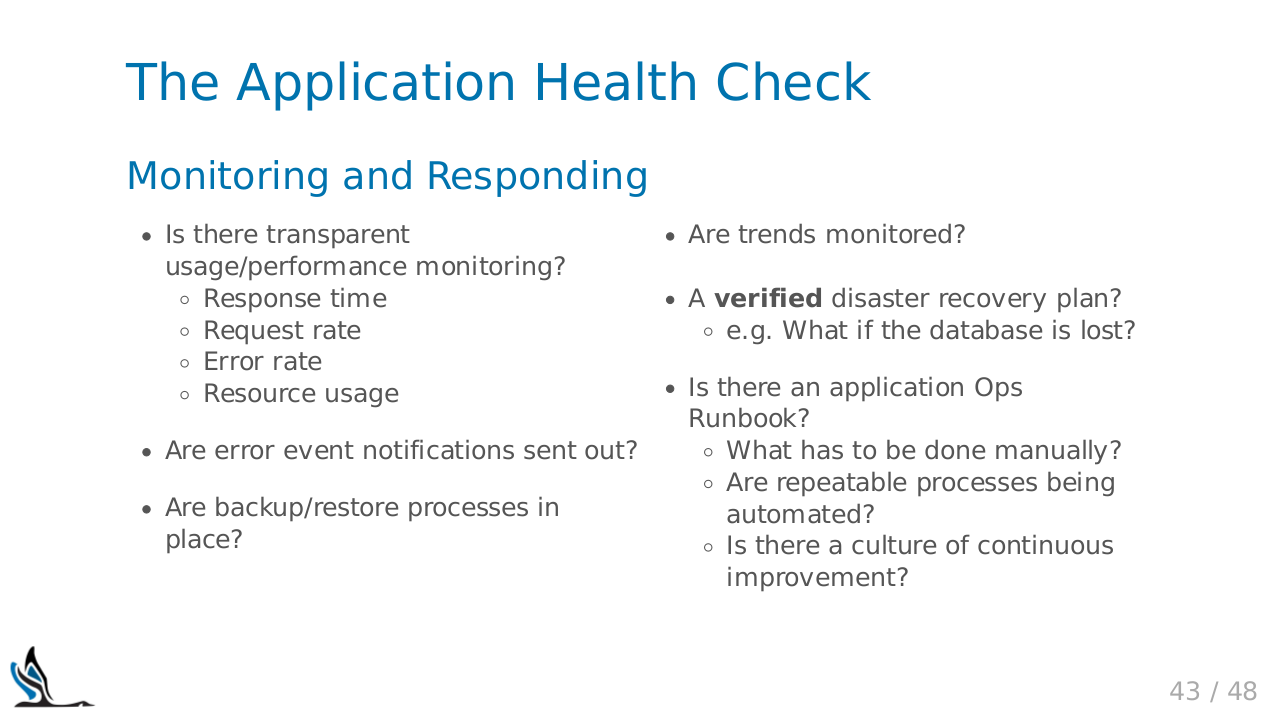 The Application Health Check
Monitoring and Responding
• Is there transparent
usage/performance monitoring?
◦ Response time
◦ Request rate
◦ Error rate
◦ Resource usage
• Are error event notifications sent out?
• Are backup/restore processes in
place?
• Are trends monitored?
• A verified disaster recovery plan?
◦ e.g. What if the database is lost?
• Is there an application Ops
Runbook?
◦ What has to be done manually?
◦ Are repeatable processes being
automated?
◦ Is there a culture of continuous
improvement?
43 / 48